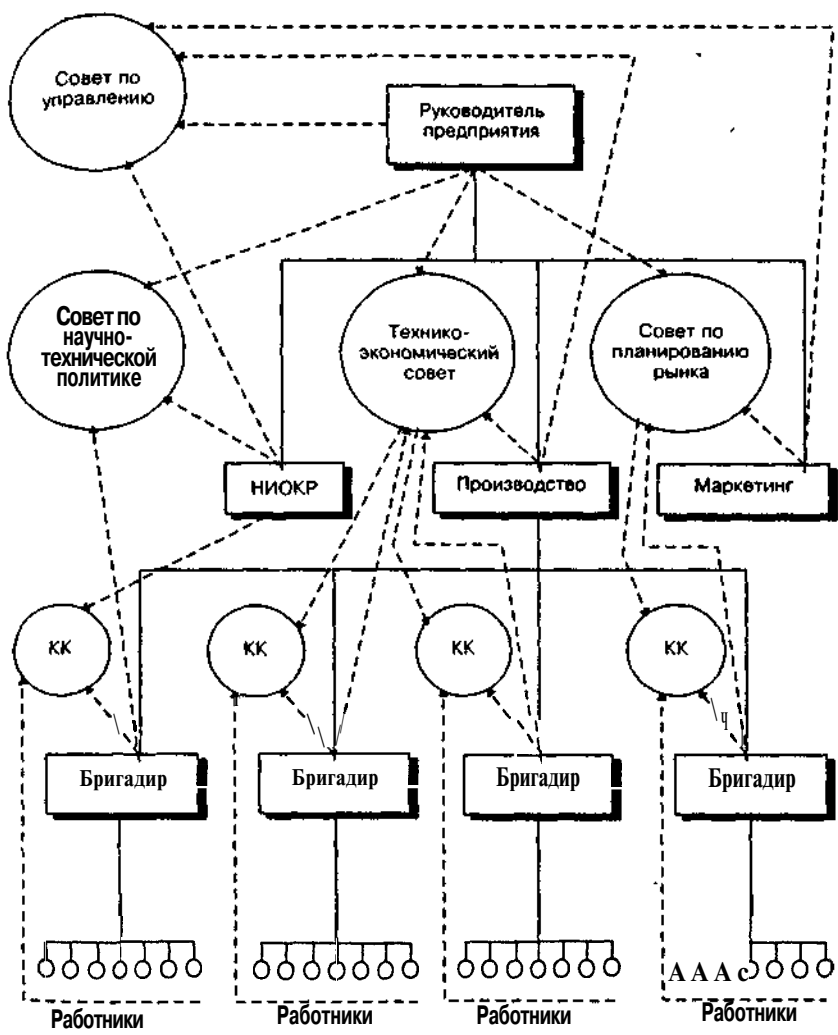 Совет по
управлению
Руководитель
предприятия
Совет по
научно-
технической
политике
Технико-
экономический
совет
Совет по
планированию
рынка
НИОКР
Производство
Маркетинг
КК
КК
КК
КК
Ч
Бригадир
Бригадир
Бригадир
Бригадир
А А А с
Работники
Работники
Работники
Работники